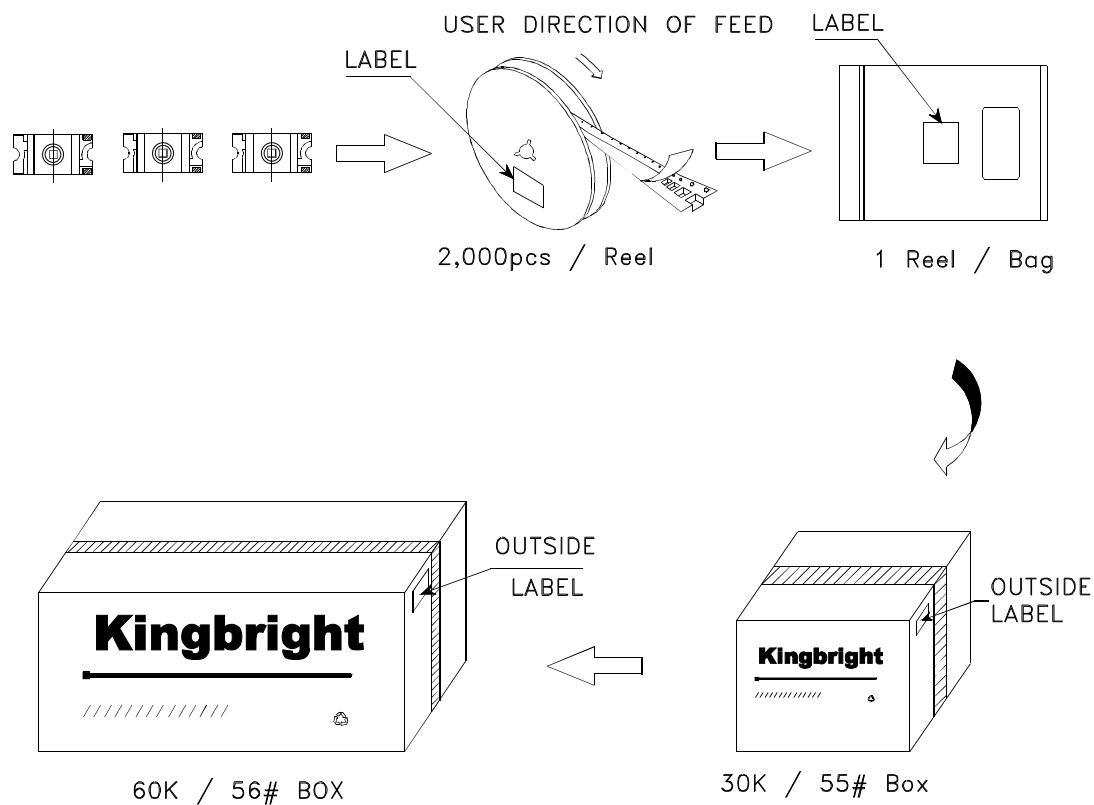 USER DIRECTION OF FEED
LABEL
LABEL
2,000pcs / Reel
1 Reel / Bag
OUTSIDE
LABEL
Kingbright
60K / 56# BOX
OUTSIDE
LABEL
Kingbright
30K / 55# Box